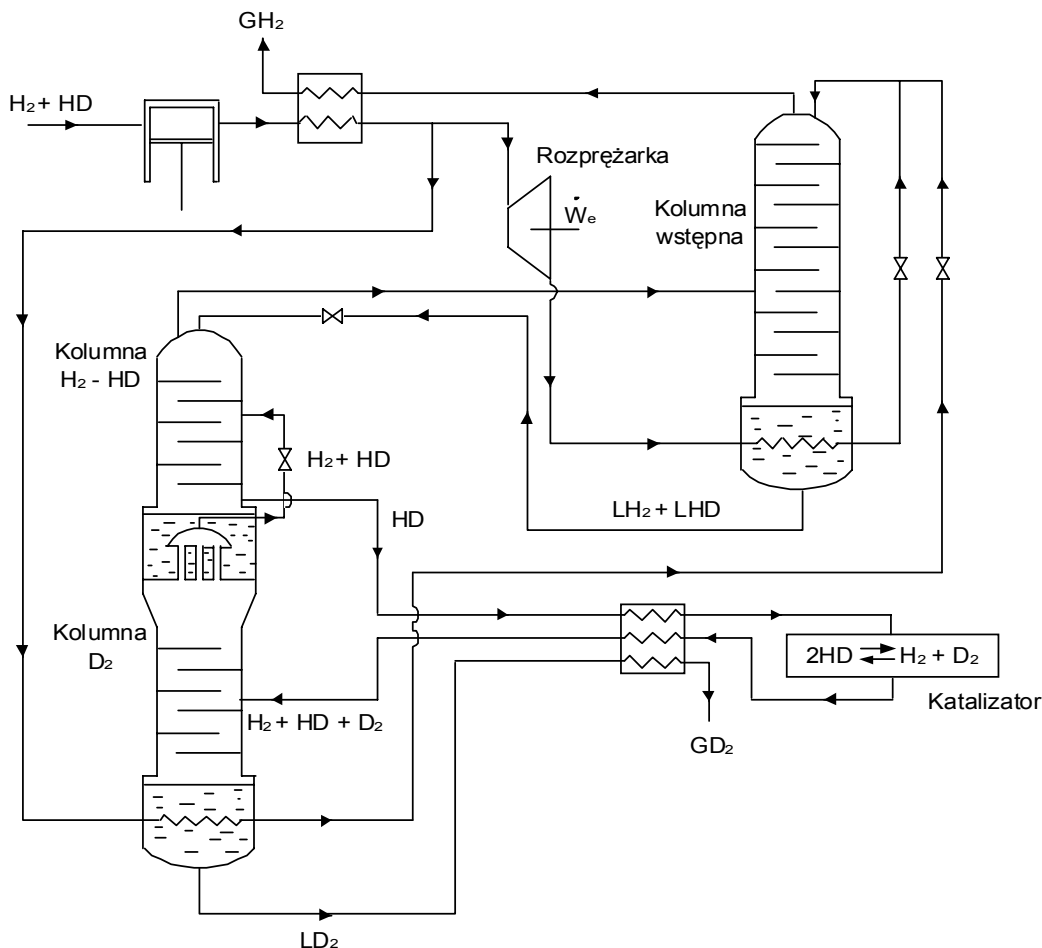 GH₂
H₂ + HD
Rozprężarka
Ẇₑ
Kolumna
wstępna
Kolumna
H₂ - HD
H₂ + HD
LH₂ + LHD
HD
Kolumna
D₂
2HD ⇄ H₂ + D₂
Katalizator
H₂ + HD + D₂
GD₂
LD₂